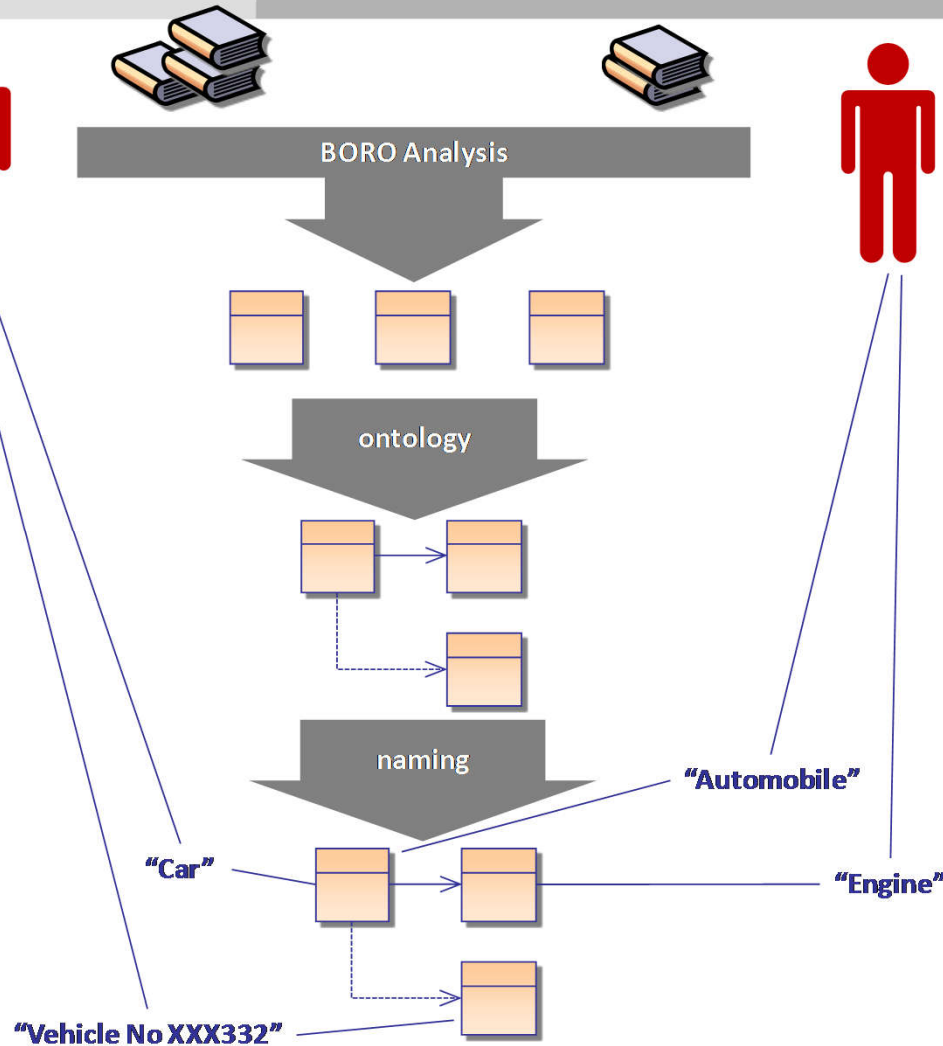 BORO Analysis
ontology
naming
“Automobile”
“Car”
“Engine”
“Vehicle No XXX332”